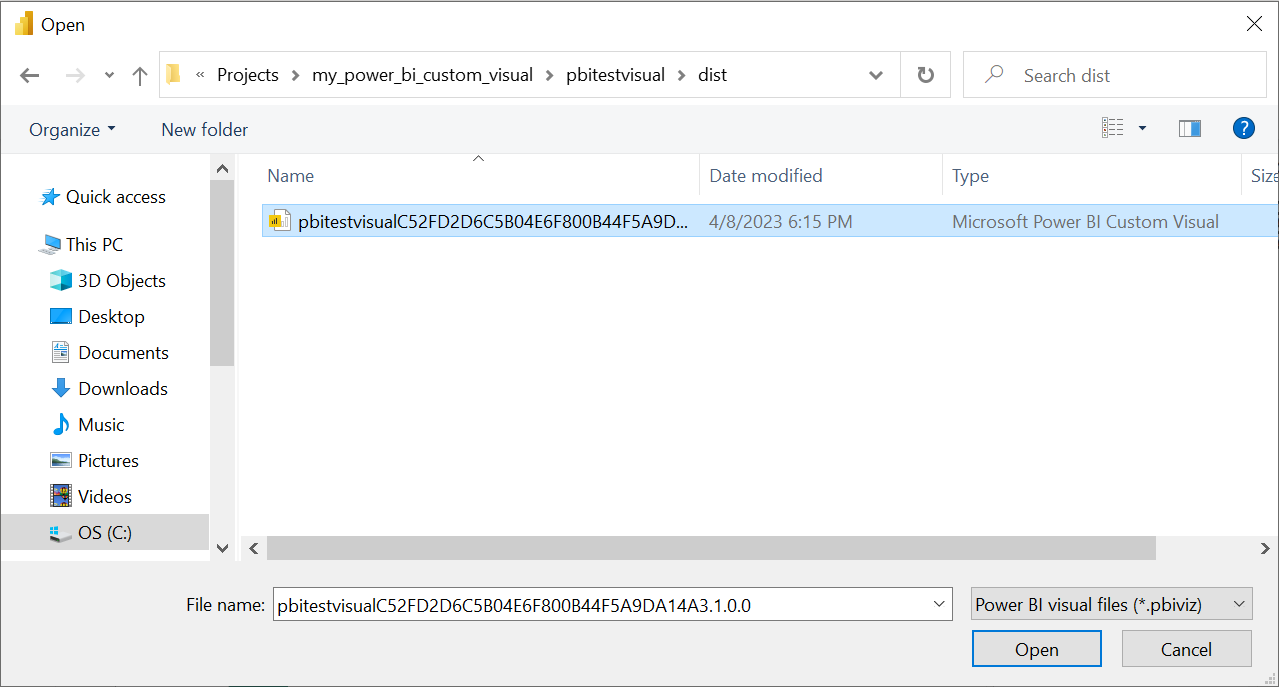 Open
« Projects > my_power_bi_custom_visual > pbitestvisual > dist
Search dist
Organize
New folder
?
Name
Date modified
Type
Size
Quick access
This PC
3D Objects
Desktop
Documents
Downloads
Music
Pictures
Videos
OS (C:)
pbitestvisualC52FD2D6C5B04E6F800B44F5A9D... 4/8/2023 6:15 PM Microsoft Power BI Custom Visual
File name: pbitestvisualC52FD2D6C5B04E6F800B44F5A9DA14A3.1.0.0
Power BI visual files (*.pbiviz)
Open
Cancel